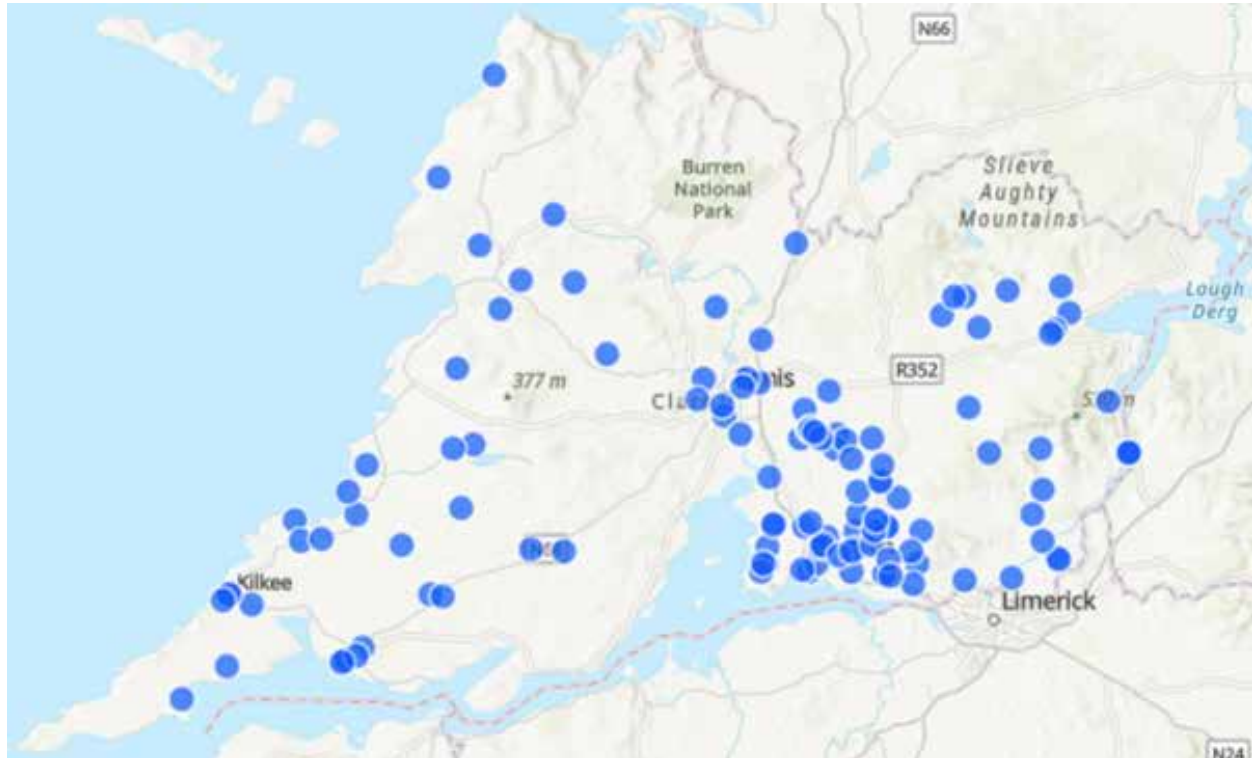 N66
Burren
National
Park
Slieve
Aughty
Mountains
Lough
Derg
R352
377 m
Kilkee
Limerick
N24